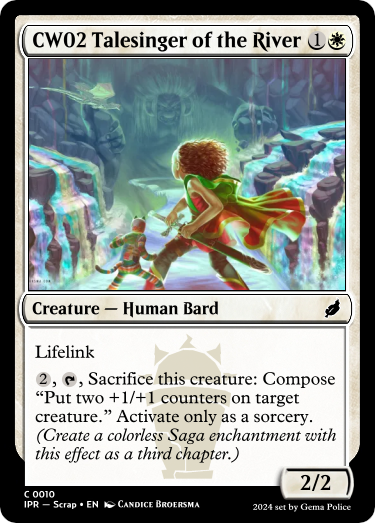 CW02 Talesinger of the River 1
Creature — Human Bard
Lifelink
2, , Sacrifice this creature: Compose
“Put two +1/+1 counters on target
creature.” Activate only as a sorcery.
(Create a colorless Saga enchantment with
this effect as a third chapter.)
2/2
C 0010
IPR — Scrap • EN Candice Broersma
2024 set by Gema Police